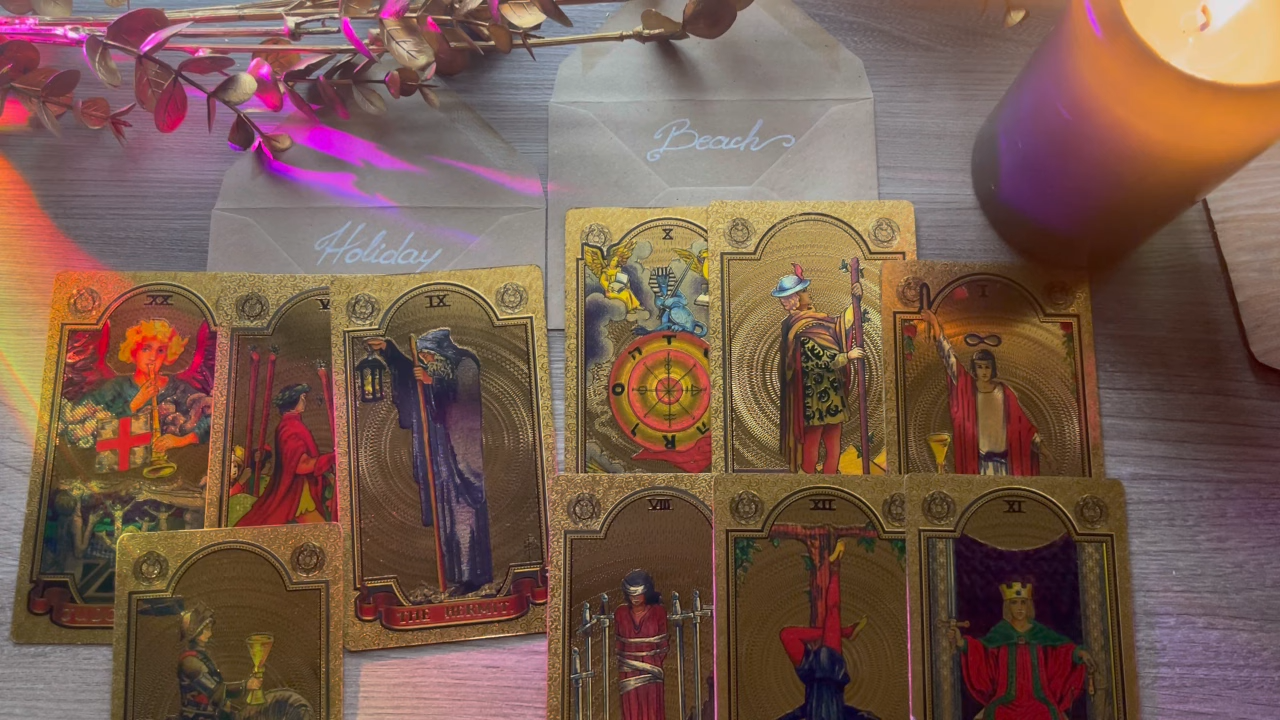 Beach
Holiday
X
XX
V
IX
I
THE HERMIT
VIII
XII
XI